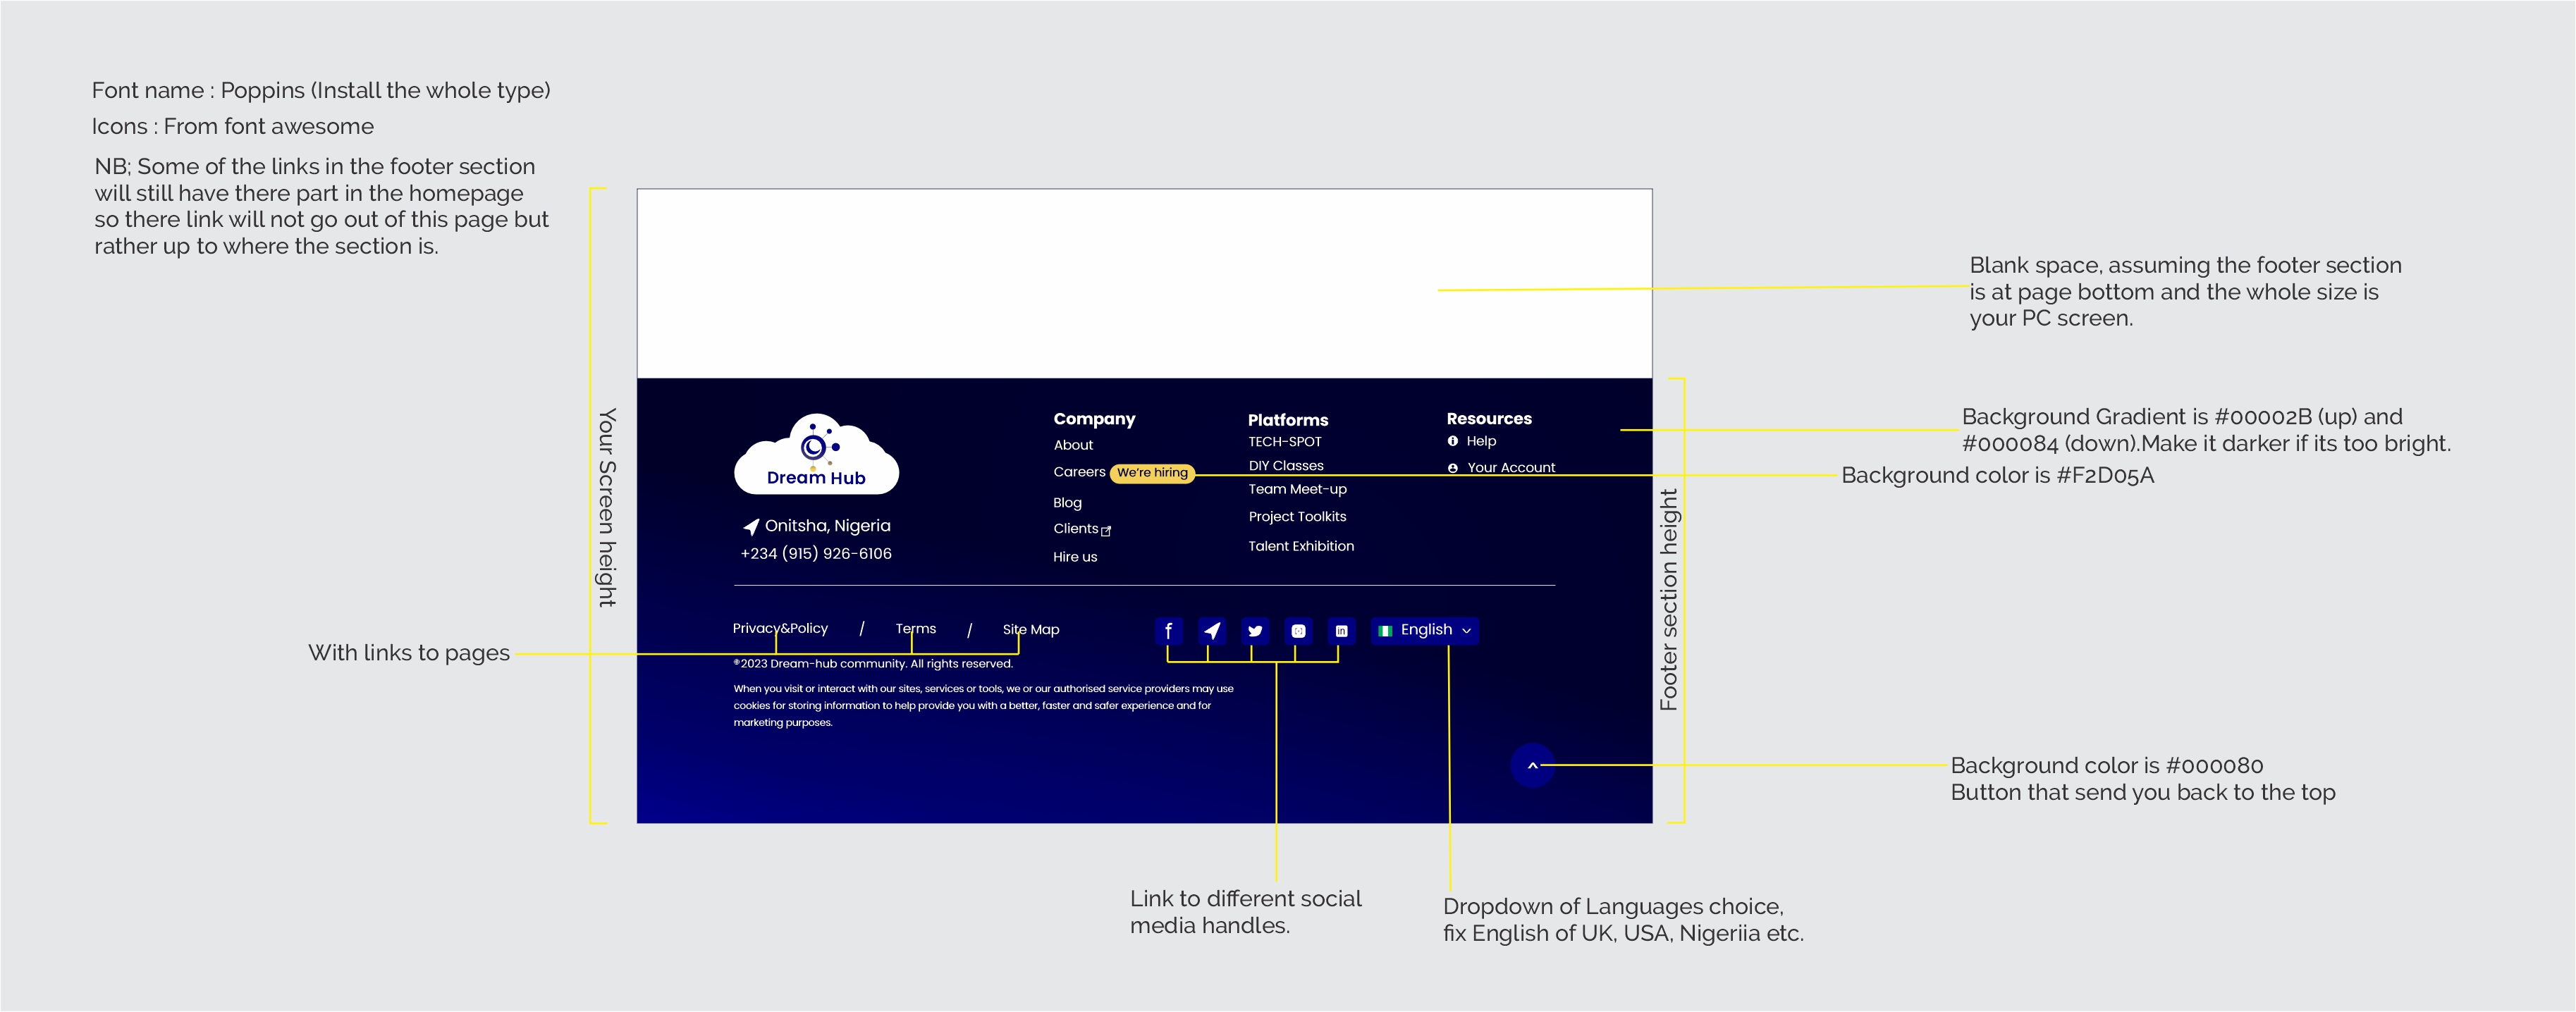 Font name : Poppins (Install the whole type)
Icons : From font awesome
NB; Some of the links in the footer section
will still have there part in the homepage
so there link will not go out of this page but
rather up to where the section is.
Your Screen height
Blank space, assuming the footer section
is at page bottom and the whole size is
your PC screen.
Background Gradient is #00002B (up) and
#000084 (down).Make it darker if its too bright.
Background color is #F2D05A
Footer section height
Dream Hub
Onitsha, Nigeria
+234 (915) 926-6106
Company
About
Careers We're hiring
Blog
Clients
Hire us
Platforms
TECH-SPOT
DIY Classes
Team Meet-up
Project Toolkits
Talent Exhibition
Resources
Help
Your Account
With links to pages
Privacy&Policy / Terms / Site Map
English
®2023 Dream-hub community. All rights reserved.
When you visit or interact with our sites, services or tools, we or our authorised service providers may use
cookies for storing information to help provide you with a better, faster and safer experience and for
marketing purposes.
Background color is #000080
Button that send you back to the top
Link to different social
media handles.
Dropdown of Languages choice,
fix English of UK, USA, Nigeriia etc.